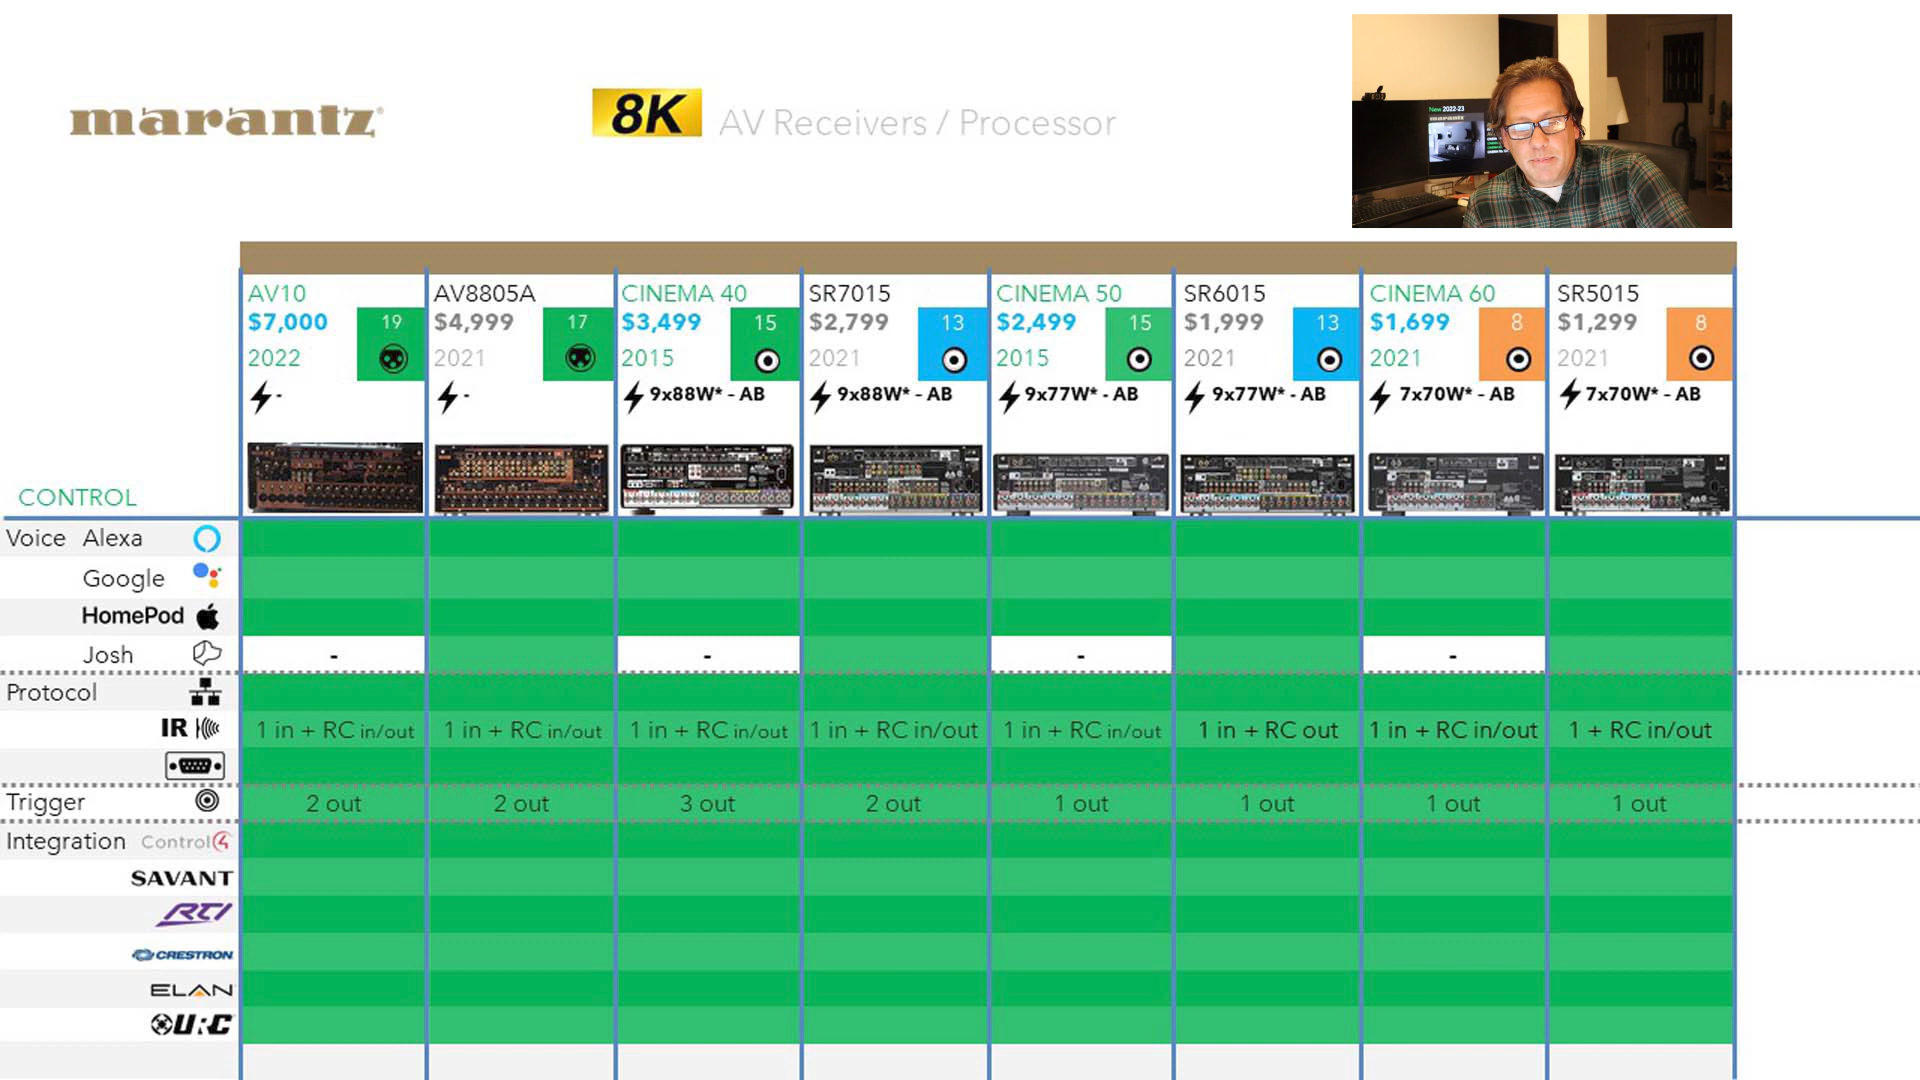 marantz
8K AV Receivers / Processor
New 2022-23
marantz
AV10 AV8805A CINEMA 40 SR7015 CINEMA 50 SR6015 CINEMA 60 SR5015
$7,000 19 $4,999 17 $3,499 15 $2,799 13 $2,499 15 $1,999 13 $1,699 8 $1,299 8
2022 2021 2015 2021 2015 2021 2021 2021
- - 9x88W* - AB 9x88W* - AB 9x77W* - AB 9x77W* - AB 7x70W* - AB 7x70W* - AB
CONTROL
Voice Alexa
Google
HomePod
Josh - - - -
Protocol
IR 1 in + RC in/out 1 in + RC in/out 1 in + RC in/out 1 in + RC in/out 1 in + RC in/out 1 in + RC out 1 in + RC in/out 1 + RC in/out
Trigger 2 out 2 out 3 out 2 out 1 out 1 out 1 out 1 out
Integration Control4
SAVANT
RTI
CRESTRON
ELAN
URC